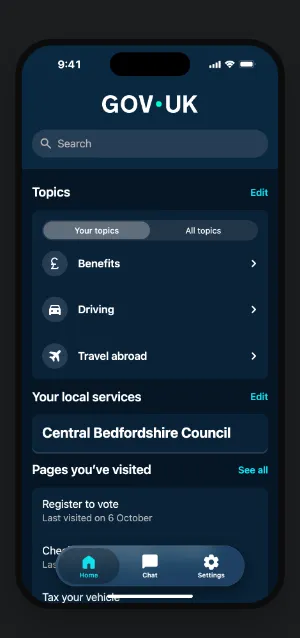 9:41
GOV·UK
Search
Topics
Edit
Your topics
All topics
Benefits
Driving
Travel abroad
Your local services
Edit
Central Bedfordshire Council
Pages you've visited
See all
Register to vote
Last visited on 6 October
Home
Chat
Settings
Tax your vehicle